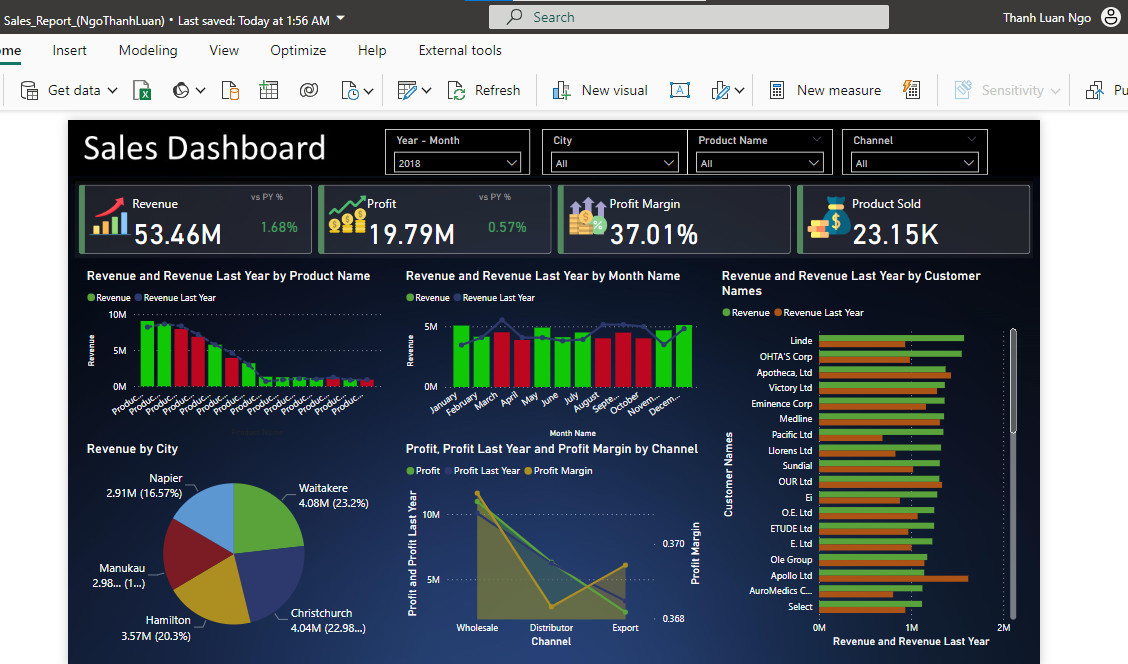 Sales_Report_(NgoThanhLuan) • Last saved: Today at 1:56 AM
Search
Thanh Luan Ngo
ome Insert Modeling View Optimize Help External tools
Get data Refresh New visual A New measure Sensitivity Pu
Sales Dashboard
Year - Month
2018
City
All
Product Name
All
Channel
All
Revenue
vs PY %
53.46M
1.68%
Profit
vs PY %
19.79M
0.57%
Profit Margin
37.01%
Product Sold
23.15K
Revenue and Revenue Last Year by Product Name
Revenue Revenue Last Year
Revenue
10M
5M
0M
Produc... Produc... Produc... Produc... Produc... Produc... Produc... Produc... Produc... Produc... Produc... Produc... Produc... Produc...
Revenue and Revenue Last Year by Month Name
Revenue Revenue Last Year
Revenue
5M
0M
January February March April May June July August Septe... October Novem... Decem...
Month Name
Revenue and Revenue Last Year by Customer
Names
Revenue Revenue Last Year
Customer Names
Linde
OHTA'S Corp
Apotheca, Ltd
Victory Ltd
Eminence Corp
Medline
Pacific Ltd
Llorens Ltd
Sundial
OUR Ltd
Ei
O.E. Ltd
ETUDE Ltd
E. Ltd
Ole Group
Apollo Ltd
AuroMedics C...
Select
0M 1M 2M
Revenue and Revenue Last Year
Revenue by City
Napier
2.91M (16.57%)
Waitakere
4.08M (23.2%)
Manukau
2.98... (1...)
Hamilton
3.57M (20.3%)
Christchurch
4.04M (22.98...)
Profit, Profit Last Year and Profit Margin by Channel
Profit Profit Last Year Profit Margin
Profit and Profit Last Year
10M
5M
Wholesale Distributor Export
Channel
0.370
0.368
Profit Margin